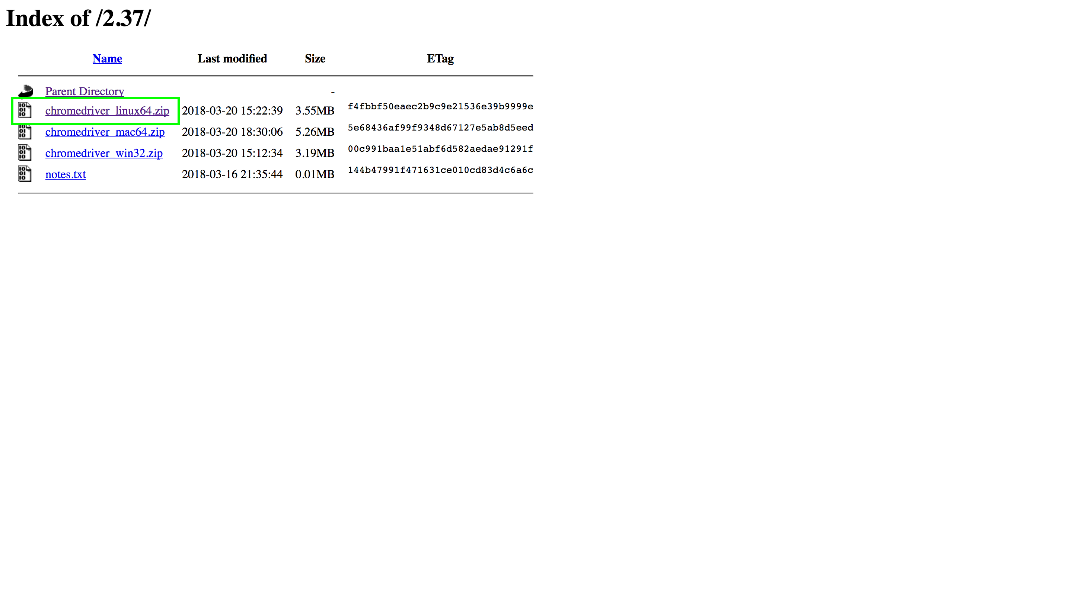 Index of /2.37/
Name Last modified Size ETag
Parent Directory -
chromedriver_linux64.zip 2018-03-20 15:22:39 3.55MB f4fbbf50eaec2b9c9e21536e39b9999e
chromedriver_mac64.zip 2018-03-20 18:30:06 5.26MB 5e68436af99f9348d67127e5ab8d5eed
chromedriver_win32.zip 2018-03-20 15:12:34 3.19MB 00c991baa1e51abf6d582aedae91291f
notes.txt 2018-03-16 21:35:44 0.01MB 144b47991f471631ce010cd83d4c6a6c